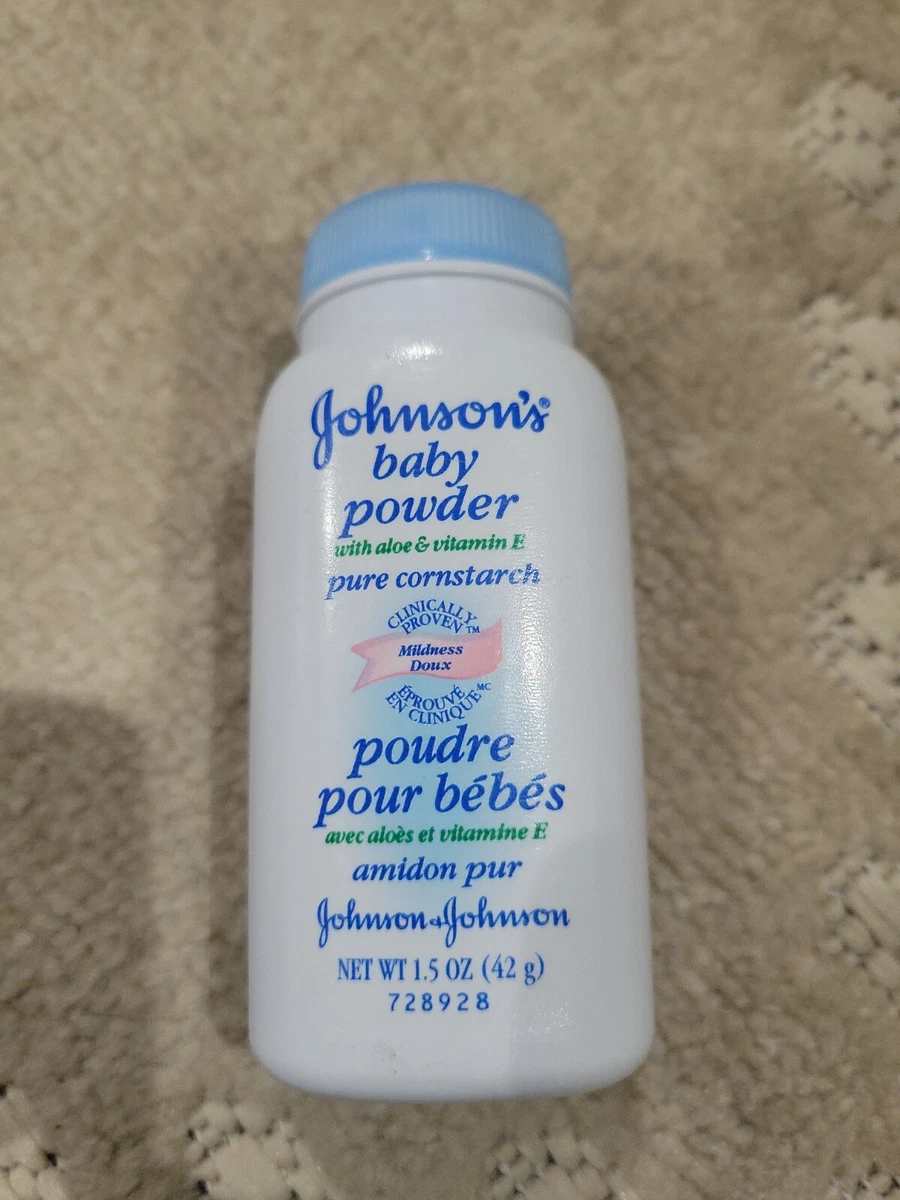 Johnson's®
baby
powder
with aloe & vitamin E
pure cornstarch
CLINICALLY
PROVEN™
Mildness
Doux
ÉPROUVÉ
EN CLINIQUE MC
poudre
pour bébés
avec aloès et vitamine E
amidon pur
Johnson & Johnson
NET WT 1.5 OZ (42 g)
728928